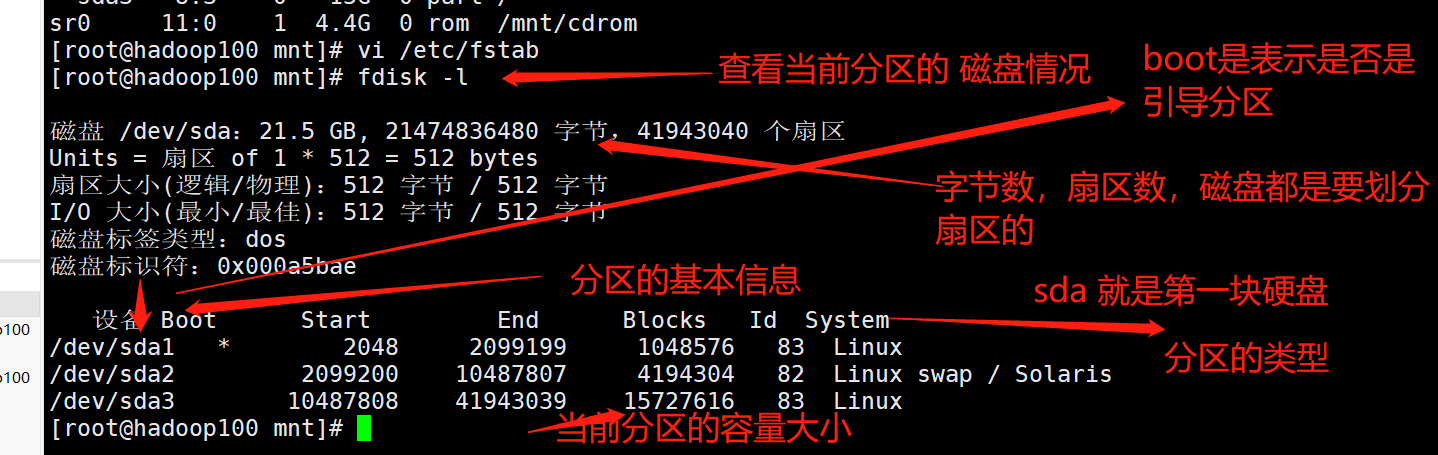 sr0 11:0 1 4.4G 0 rom /mnt/cdrom
[root@hadoop100 mnt]# vi /etc/fstab
[root@hadoop100 mnt]# fdisk -l
查看当前分区的 磁盘情况
boot是表示是否是
引导分区
磁盘 /dev/sda：21.5 GB, 21474836480 字节，41943040 个扇区
Units = 扇区 of 1 * 512 = 512 bytes
扇区大小(逻辑/物理)：512 字节 / 512 字节
I/O 大小(最小/最佳)：512 字节 / 512 字节
磁盘标签类型：dos
磁盘标识符：0x000a5bae
字节数，扇区数，磁盘都是要划分
扇区的
分区的基本信息
sda 就是第一块硬盘
设备 Boot Start End Blocks Id System
分区的类型
/dev/sda1 * 2048 2099199 1048576 83 Linux
/dev/sda2 2099200 10487807 4194304 82 Linux swap / Solaris
/dev/sda3 10487808 41943039 15727616 83 Linux
[root@hadoop100 mnt]#
当前分区的容量大小